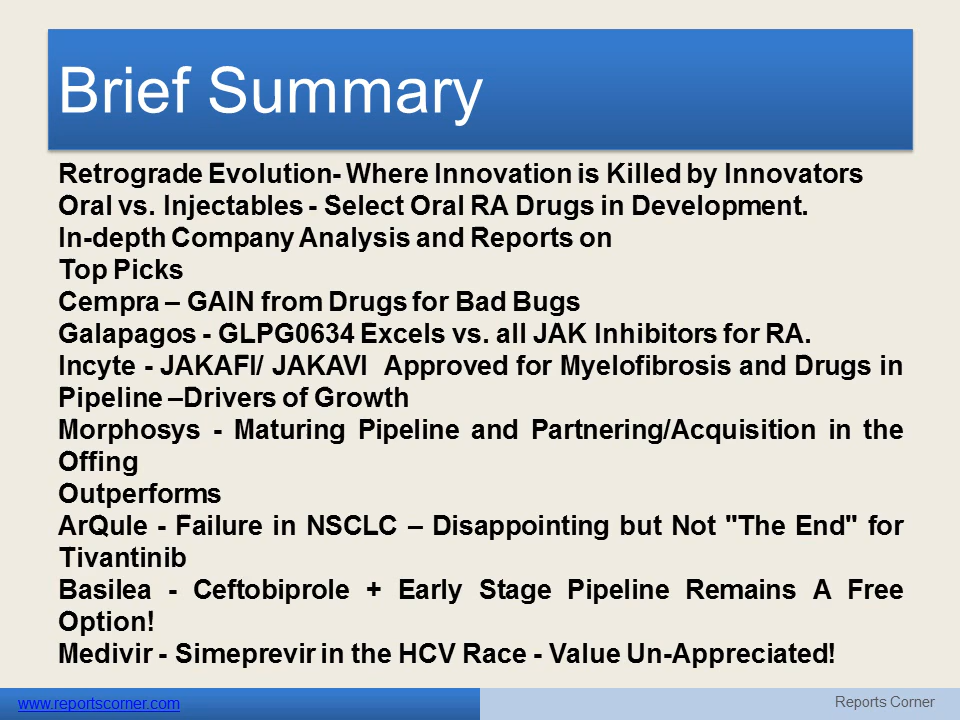 Brief Summary
Retrograde Evolution- Where Innovation is Killed by Innovators
Oral vs. Injectables - Select Oral RA Drugs in Development.
In-depth Company Analysis and Reports on
Top Picks
Cempra – GAIN from Drugs for Bad Bugs
Galapagos - GLPG0634 Excels vs. all JAK Inhibitors for RA.
Incyte - JAKAFI/ JAKAVI  Approved for Myelofibrosis and Drugs in
Pipeline –Drivers of Growth
Morphosys - Maturing Pipeline and Partnering/Acquisition in the
Offing
Outperforms
ArQule - Failure in NSCLC – Disappointing but Not "The End" for
Tivantinib
Basilea - Ceftobiprole + Early Stage Pipeline Remains A Free
Option!
Medivir - Simeprevir in the HCV Race - Value Un-Appreciated!
www.reportscorner.com
Reports Corner